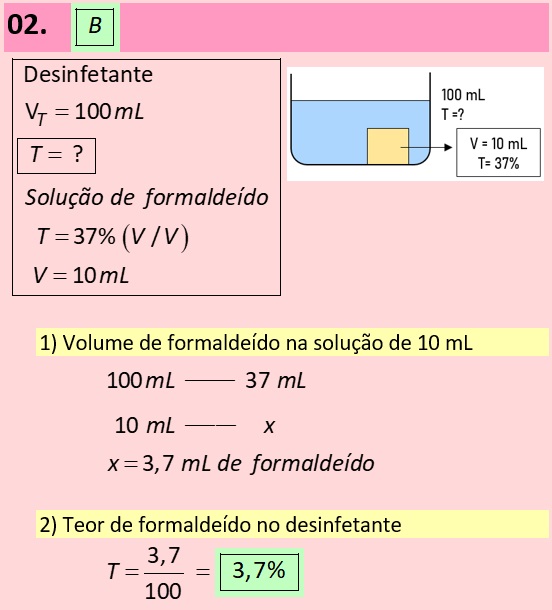 02. B
Desinfetante
V_T = 100 mL
T = ?
Solução de formaldeído
T = 37% (V / V)
V = 10 mL
100 mL
T =?
V = 10 mL
T= 37%
1) Volume de formaldeído na solução de 10 mL
100 mL —— 37 mL
10 mL —— x
x = 3,7 mL de formaldeído
2) Teor de formaldeído no desinfetante
T = 3,7/100 = 3,7%